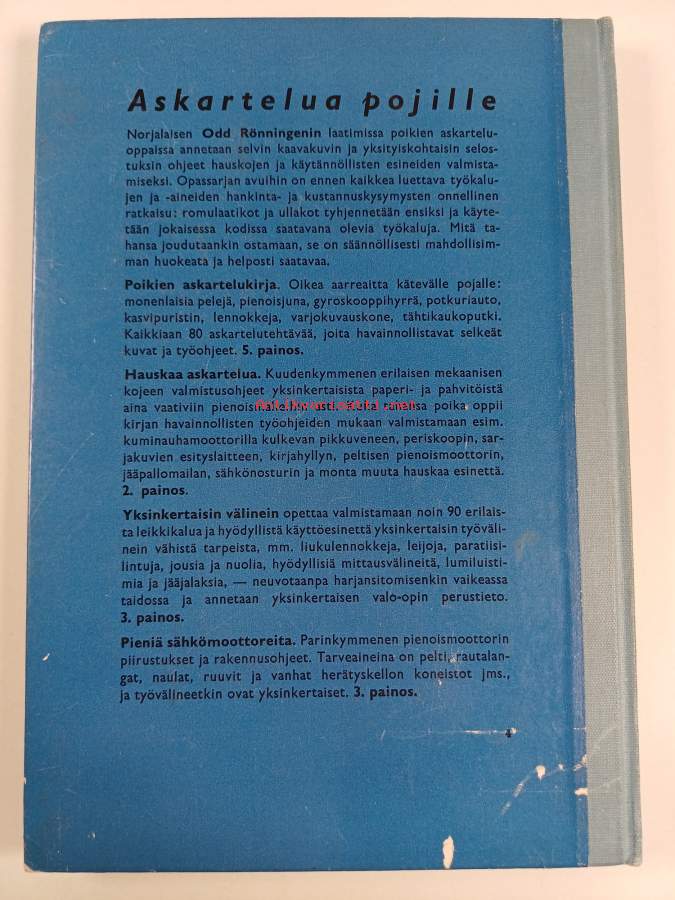 Askartelua pojille
Norjalaisen Odd Rönningenin laatimissa poikien askartelu-
oppaissa annetaan selvin kaavakuvin ja yksityiskohtaisin selos-
tuksin ohjeet hauskojen ja käytännöllisten esineiden valmista-
miseksi. Opassarjan avuihin on ennen kaikkea luettava työkalu-
jen ja -aineiden hankinta- ja kustannuskysymysten onnellinen
ratkaisu: romulaatikot ja ullakot tyhjennetään ensiksi ja käyte-
tään jokaisessa kodissa saatavana olevia työkaluja. Mitä ta-
hansa joudutaankin ostamaan, se on säännöllisesti mahdollisim-
man huokeata ja helposti saatavaa.
Poikien askartelukirja. Oikea aarreaitta kätevälle pojalle:
monenlaisia pelejä, pienoisjuna, gyroskooppihyrrä, potkuriauto,
kasvipuristin, lennokkeja, varjokuvauskone, tähtikaukoputki.
Kaikkiaan 80 askartelutehtävää, joita havainnollistavat selkeät
kuvat ja työohjeet. 5. painos.
Hauskaa askartelua. Kuudenkymmenen erilaisen mekaanisen
kojeen valmistusohjeet yksinkertaisista paperi- ja pahvitöistä
aina vaativiin pienoismalleihin asti. Kuka tahansa poika oppii
kirjan havainnollisten työohjeiden mukaan valmistamaan esim.
kuminauhamoottorilla kulkevan pikkuveneen, periskoopin, sar-
jakuvien esityslaitteen, kirjahyllyn, peltisen pienoismoottorin,
jääpallomailan, sähkönosturin ja monta muuta hauskaa esinettä.
2. painos.
Yksinkertaisin välinein opettaa valmistamaan noin 90 erilais-
ta leikkikalua ja hyödyllistä käyttöesinettä yksinkertaisin työväli-
nein vähistä tarpeista, mm. liukulennokkeja, leijoja, paratiisi-
lintuja, jousia ja nuolia, hyödyllisiä mittausvälineitä, lumiluisti-
mia ja jääjalaksia, — neuvotaanpa harjansitomisenkin vaikeassa
taidossa ja annetaan yksinkertaisen valo-opin perustieto.
3. painos.
Pieniä sähkömoottoreita. Parinkymmenen pienoismoottorin
piirustukset ja rakennusohjeet. Tarveaineina on pelti, rautalan-
gat, naulat, ruuvit ja vanhat herätyskellon koneistot jms.,
ja työvälineetkin ovat yksinkertaiset. 3. painos.
4